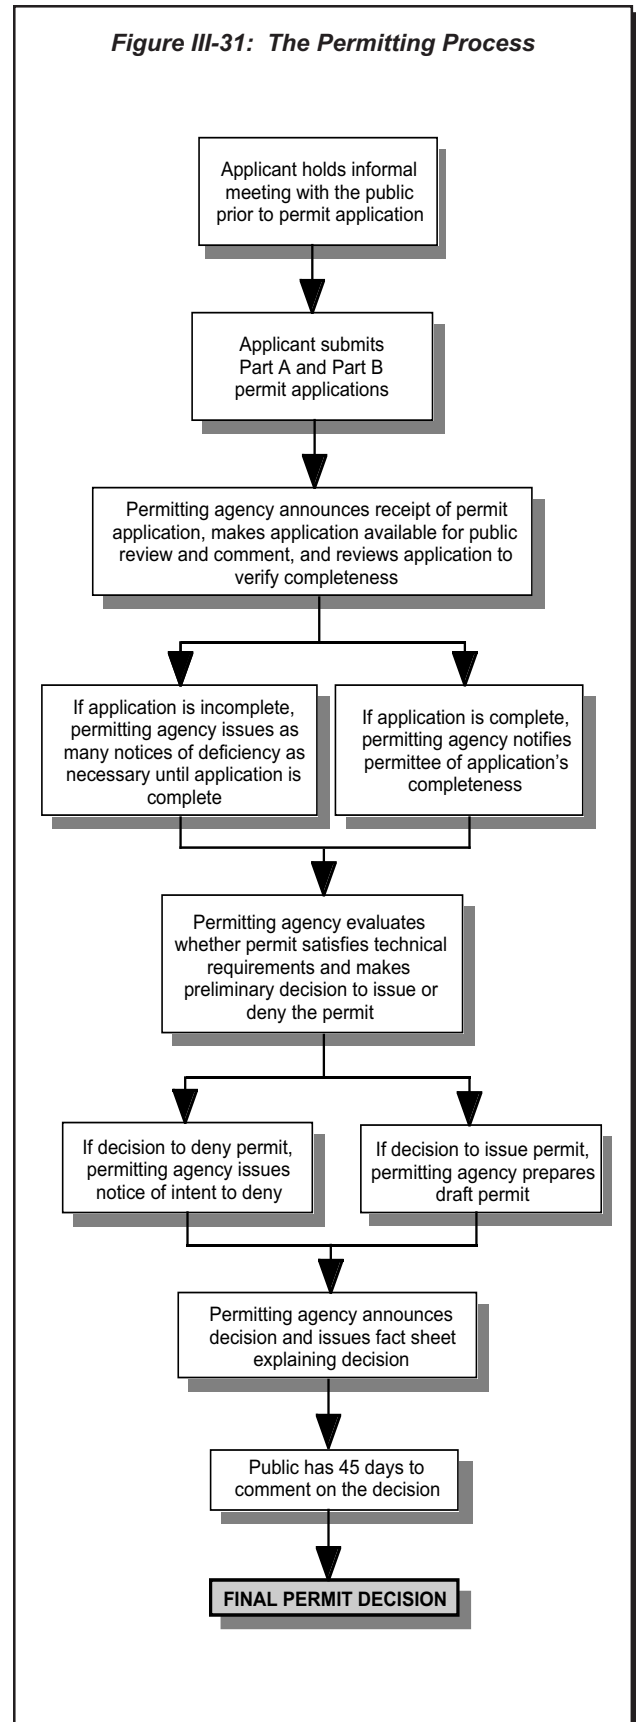 Figure III-31: The Permitting Process
Applicant holds informal
meeting with the public
prior to permit application
Applicant submits
Part A and Part B
permit applications
Permitting agency announces receipt of permit
application, makes application available for public
review and comment, and reviews application to
verify completeness
If application is incomplete,
permitting agency issues as
many notices of deficiency as
necessary until application is
complete
If application is complete,
permitting agency notifies
permittee of application’s
completeness
Permitting agency evaluates
whether permit satisfies technical
requirements and makes
preliminary decision to issue or
deny the permit
If decision to deny permit,
permitting agency issues
notice of intent to deny
If decision to issue permit,
permitting agency prepares
draft permit
Permitting agency announces
decision and issues fact sheet
explaining decision
Public has 45 days to
comment on the decision
FINAL PERMIT DECISION